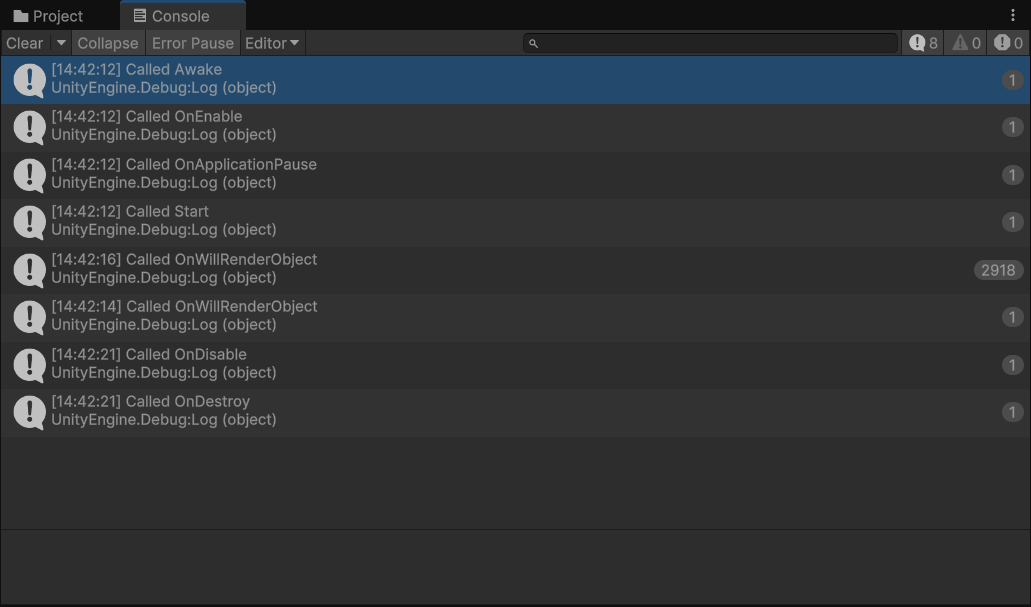 Project
Console
Clear
Collapse
Error Pause
Editor
8
0
0
[14:42:12] Called Awake
UnityEngine.Debug:Log (object)
1
[14:42:12] Called OnEnable
UnityEngine.Debug:Log (object)
1
[14:42:12] Called OnApplicationPause
UnityEngine.Debug:Log (object)
1
[14:42:12] Called Start
UnityEngine.Debug:Log (object)
1
[14:42:16] Called OnWillRenderObject
UnityEngine.Debug:Log (object)
2918
[14:42:14] Called OnWillRenderObject
UnityEngine.Debug:Log (object)
1
[14:42:21] Called OnDisable
UnityEngine.Debug:Log (object)
1
[14:42:21] Called OnDestroy
UnityEngine.Debug:Log (object)
1